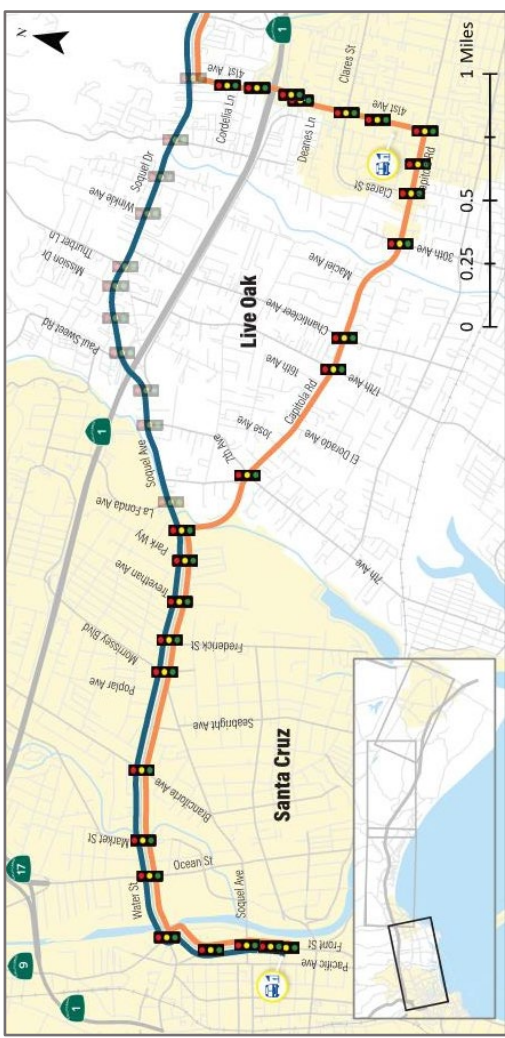 N
1
41st Ave
Clares St
1 Miles
Cordelia Ln
41st Ave
Soquel Dr
Deanes Ln
Clares St
Capitola Rd
Winkle Ave
0.5
Thurber Ln
30th Ave
Mission Dr
Maciel Ave
0.25
Paul Sweet Rd
Live Oak
Chanticleer Ave
0
1
16th Ave
17th Ave
Capitola Rd
Soquel Ave
Jose Ave
El Dorado Ave
7th Ave
La Fonda Ave
Park Wy
7th Ave
Trevethan Ave
Morrissey Blvd
Frederick St
Poplar Ave
Seabright Ave
Branciforte Ave
Santa Cruz
Market St
Ocean St
17
Water St
Soquel Ave
9
Front St
Pacific Ave
1